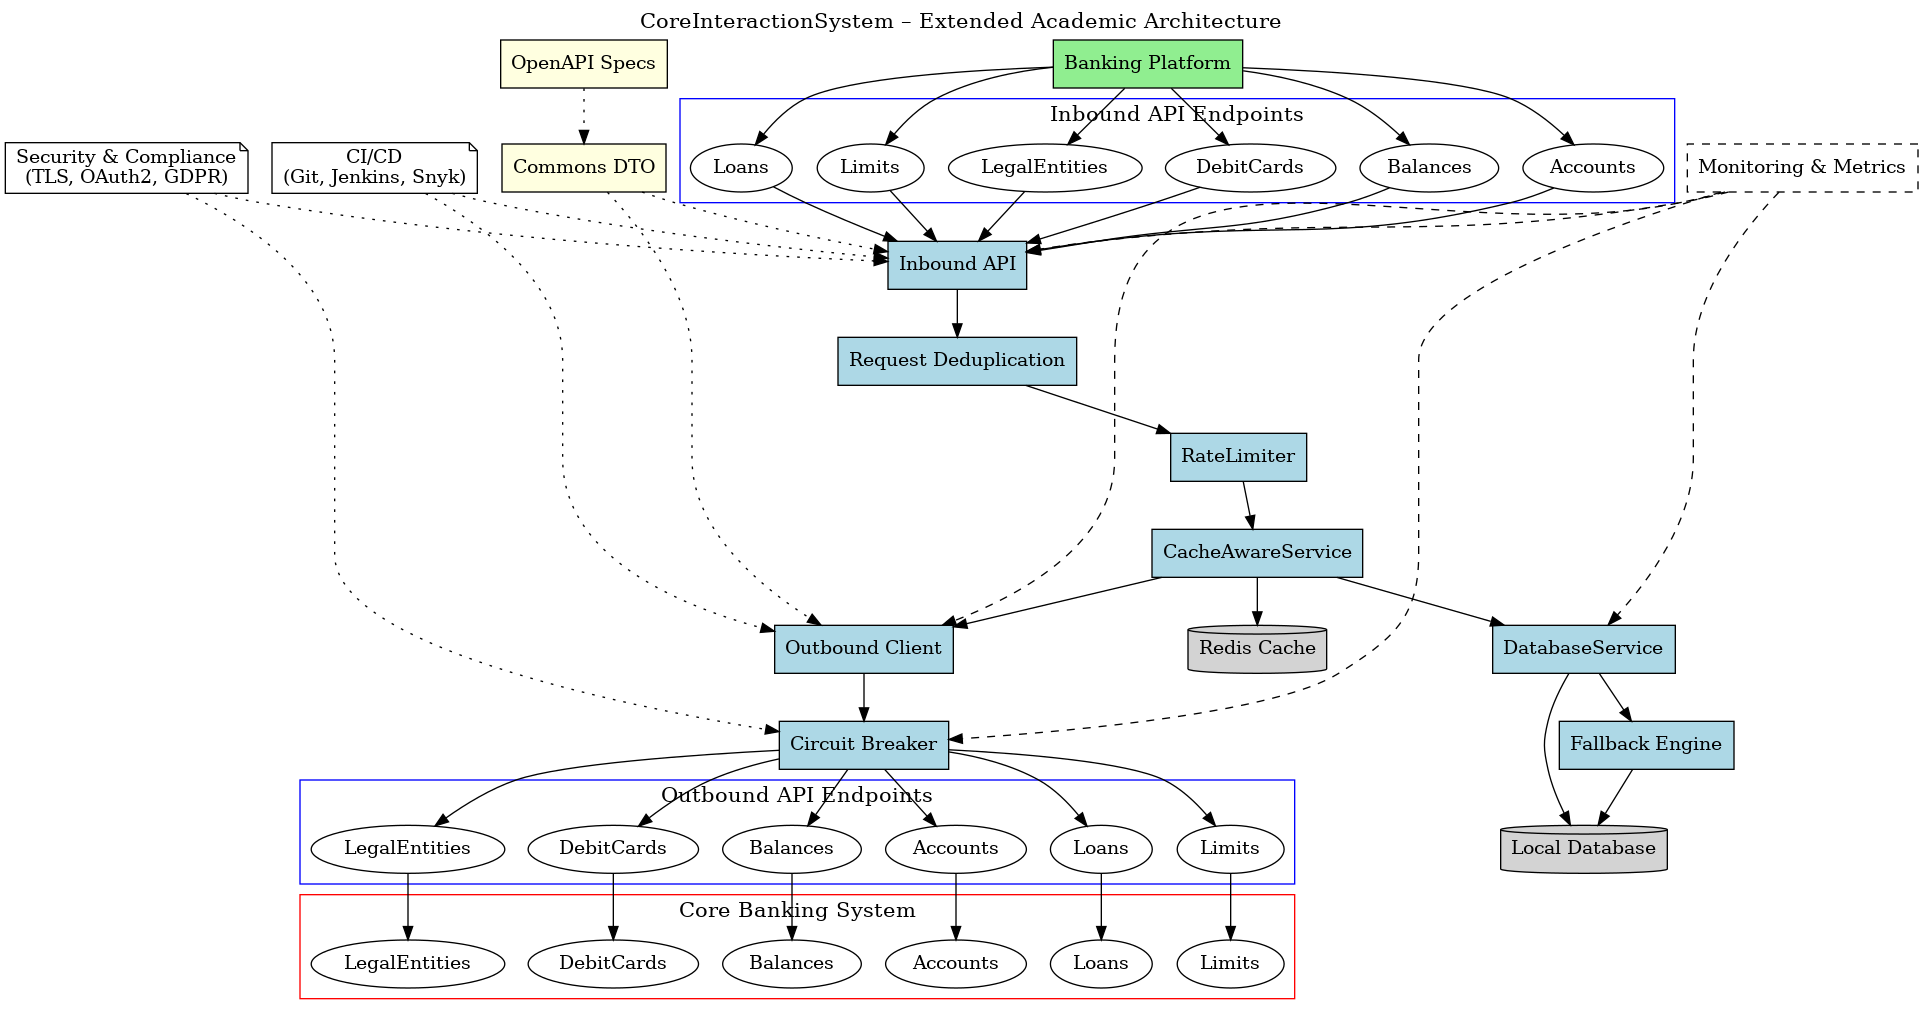 CoreInteractionSystem – Extended Academic Architecture
OpenAPI Specs
Banking Platform
Inbound API Endpoints
Security & Compliance
(TLS, OAuth2, GDPR)
CI/CD
(Git, Jenkins, Snyk)
Commons DTO
Loans
Limits
LegalEntities
DebitCards
Balances
Accounts
Monitoring & Metrics
Inbound API
Request Deduplication
RateLimiter
CacheAwareService
Outbound Client
Redis Cache
DatabaseService
Circuit Breaker
Fallback Engine
Outbound API Endpoints
LegalEntities
DebitCards
Balances
Accounts
Loans
Limits
Local Database
Core Banking System
LegalEntities
DebitCards
Balances
Accounts
Loans
Limits